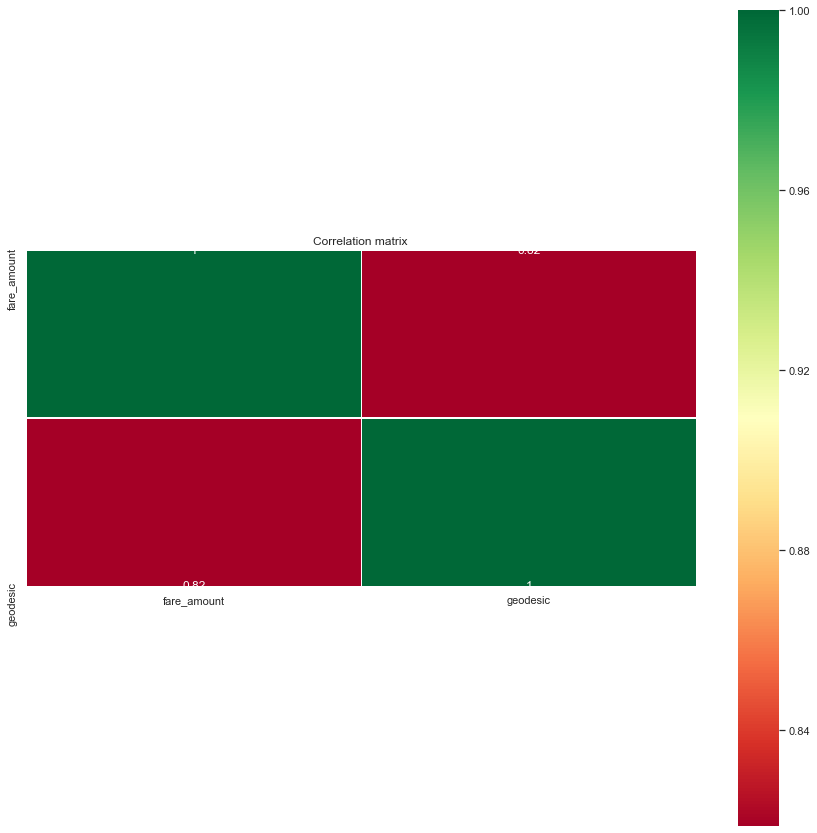 Correlation matrix
fare_amount
geodesic
0.82
0.82
1
fare_amount
geodesic
1.00
0.96
0.92
0.88
0.84